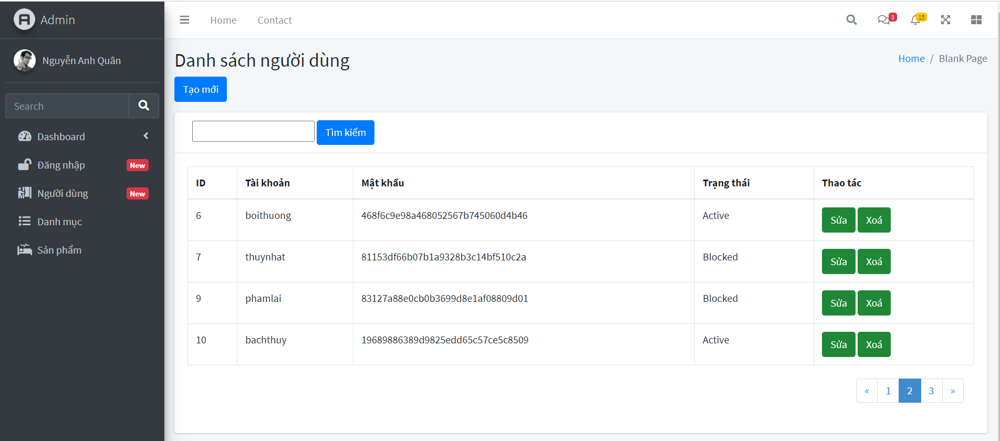 Admin
Home
Contact
3
15
Nguyễn Anh Quân
Search
Dashboard
Đăng nhập
New
Người dùng
New
Danh mục
Sản phẩm
Danh sách người dùng
Home / Blank Page
Tạo mới
Tìm kiếm
ID Tài khoản Mật khẩu Trạng thái Thao tác
6 boithuong 468f6c9e98a468052567b745060d4b46 Active Sửa Xoá
7 thuynhat 81153df66b07b1a9328b3c14bf510c2a Blocked Sửa Xoá
9 phamlai 83127a88e0cb0b3699d8e1af08809d01 Blocked Sửa Xoá
10 bachthuy 19689886389d9825edd65c57ce5c8509 Active Sửa Xoá
« 1 2 3 »